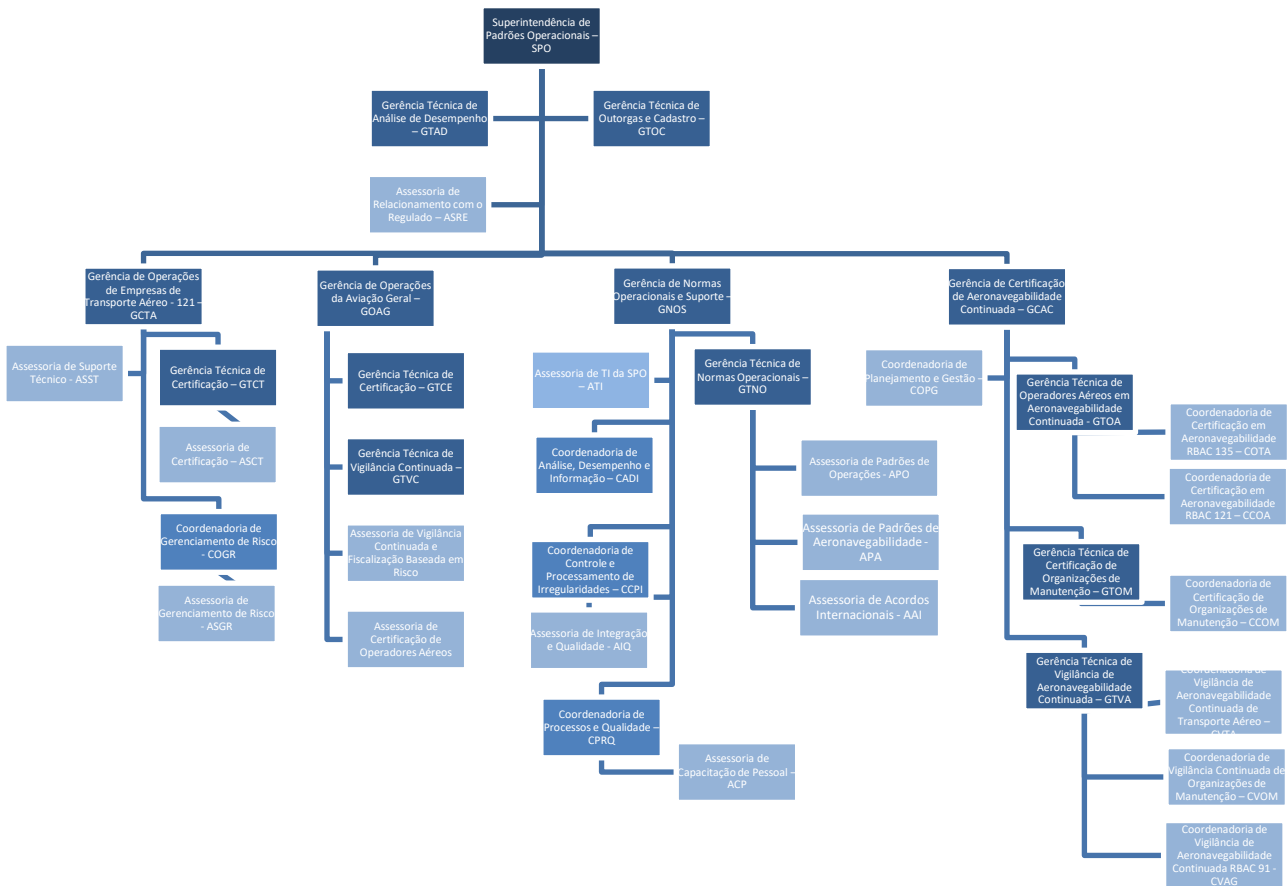 Superintendência de
Padrões Operacionais –
SPO
Gerência Técnica de
Análise de Desempenho
– GTAD
Gerência Técnica de
Outorgas e Cadastro –
GTOC
Assessoria de
Relacionamento com o
Regulado – ASRE
Gerência de Operações
de Empresas de
Transporte Aéreo - 121 –
GCTA
Gerência de Operações
da Aviação Geral –
GOAG
Gerência de Normas
Operacionais e Suporte –
GNOS
Gerência de Certificação
de Aeronavegabilidade
Continuada – GCAC
Assessoria de Suporte
Técnico - ASST
Gerência Técnica de
Certificação – GTCT
Assessoria de
Certificação – ASCT
Coordenadoria de
Gerenciamento de Risco
- COGR
Assessoria de
Gerenciamento de Risco
- ASGR
Gerência Técnica de
Certificação – GTCE
Gerência Técnica de
Vigilância Continuada –
GTVC
Assessoria de Vigilância
Continuada e
Fiscalização Baseada em
Risco
Assessoria de
Certificação de
Operadores Aéreos
Assessoria de TI da SPO
– ATI
Coordenadoria de
Análise, Desempenho e
Informação – CADI
Coordenadoria de
Controle e
Processamento de
Irregularidades – CCPI
Assessoria de Integração
e Qualidade - AIQ
Coordenadoria de
Processos e Qualidade –
CPRQ
Assessoria de
Capacitação de Pessoal –
ACP
Gerência Técnica de
Normas Operacionais –
GTNO
Assessoria de Padrões de
Operações - APO
Assessoria de Padrões de
Aeronavegabilidade -
APA
Assessoria de Acordos
Internacionais – AAI
Coordenadoria de
Planejamento e Gestão –
COPG
Gerência Técnica de
Operadores Aéreos em
Aeronavegabilidade
Continuada - GTOA
Coordenadoria de
Certificação em
Aeronavegabilidade
RBAC 135 – COTA
Coordenadoria de
Certificação em
Aeronavegabilidade
RBAC 121 – CCOA
Gerência Técnica de
Certificação de
Organizações de
Manutenção – GTOM
Coordenadoria de
Certificação de
Organizações de
Manutenção – CCOM
Gerência Técnica de
Vigilância de
Aeronavegabilidade
Continuada – GTVA
Coordenadoria de
Vigilância de
Aeronavegabilidade
Continuada de
Transporte Aéreo –
CVTA
Coordenadoria de
Vigilância Continuada de
Organizações de
Manutenção – CVOM
Coordenadoria de
Vigilância de
Aeronavegabilidade
Continuada RBAC 91 -
CVAG